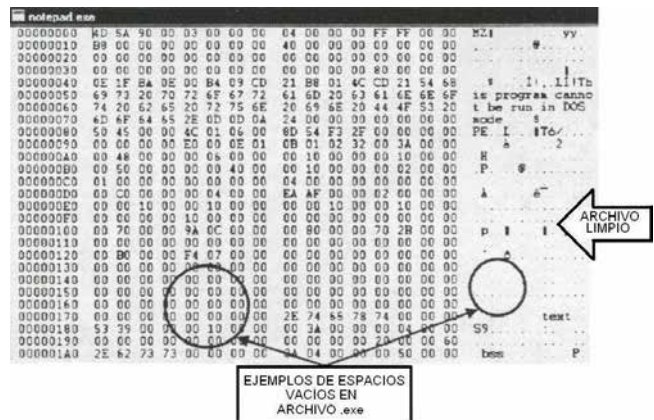 notepad.exe
00000000 4D 5A 90 00 03 00 00 00 04 00 00 00 FF FF 00 00 MZ yy
00000010 B8 00 00 00 00 00 00 00 40 00 00 00 00 00 00 00 @
00000020 00 00 00 00 00 00 00 00 00 00 00 00 00 00 00 00
00000030 00 00 00 00 00 00 00 00 00 00 00 00 80 00 00 00
00000040 0E 1F BA 0E 00 B4 09 CD 21 B8 01 4C CD 21 54 68 Th
00000050 69 73 20 70 72 6F 67 72 61 6D 20 63 61 6E 6E 6F is program canno
00000060 74 20 62 65 20 72 75 6E 20 69 6E 20 44 4F 53 20 t be run in DOS
00000070 6D 6F 64 65 2E 0D 0D 0A 24 00 00 00 00 00 00 00 mode $
00000080 50 45 00 00 4C 01 06 00 8D 54 F3 2F 00 00 00 00 PE L
00000090 00 00 00 00 E0 00 0E 01 0B 01 02 32 00 3A 00 00 2
000000A0 00 48 00 00 00 06 00 00 00 10 00 00 00 10 00 00 H
000000B0 00 50 00 00 00 00 40 00 00 10 00 00 00 02 00 00 P @
000000C0 01 00 00 00 00 00 00 00 04 00 00 00 00 00 00 00
000000D0 00 C0 00 00 00 04 00 00 EA AF 00 00 02 00 00 00
000000E0 00 00 10 00 00 10 00 00 00 00 10 00 00 10 00 00
000000F0 00 00 00 00 10 00 00 00 00 00 00 00 00 00 00 00
00000100 00 70 00 00 9A 0C 00 00 00 80 00 00 70 2B 00 00 p
00000110 00 00 00 00 00 00 00 00 00 00 00 00 00 00 00 00
00000120 00 B0 00 00 F4 07 00 00 00 00 00 00 00 00 00 00
00000130 00 00 00 00 00 00 00 00 00 00 00 00 00 00 00 00
00000140 00 00 00 00 00 00 00 00 00 00 00 00 00 00 00 00
00000150 00 00 00 00 00 00 00 00 00 00 00 00 00 00 00 00
00000160 00 00 00 00 00 00 00 00 00 00 00 00 00 00 00 00
00000170 00 00 00 00 00 00 00 00 2E 74 65 78 74 00 00 00 text
00000180 53 39 00 00 00 10 00 00 00 3A 00 00 00 04 00 00 S9
00000190 00 00 00 00 00 00 00 00 00 00 00 00 20 00 00 60
000001A0 2E 62 73 73 00 00 00 00 04 00 00 00 50 00 00 bss P
ARCHIVO
LIMPIO
EJEMPLOS DE ESPACIOS
VACIOS EN
ARCHIVO .exe